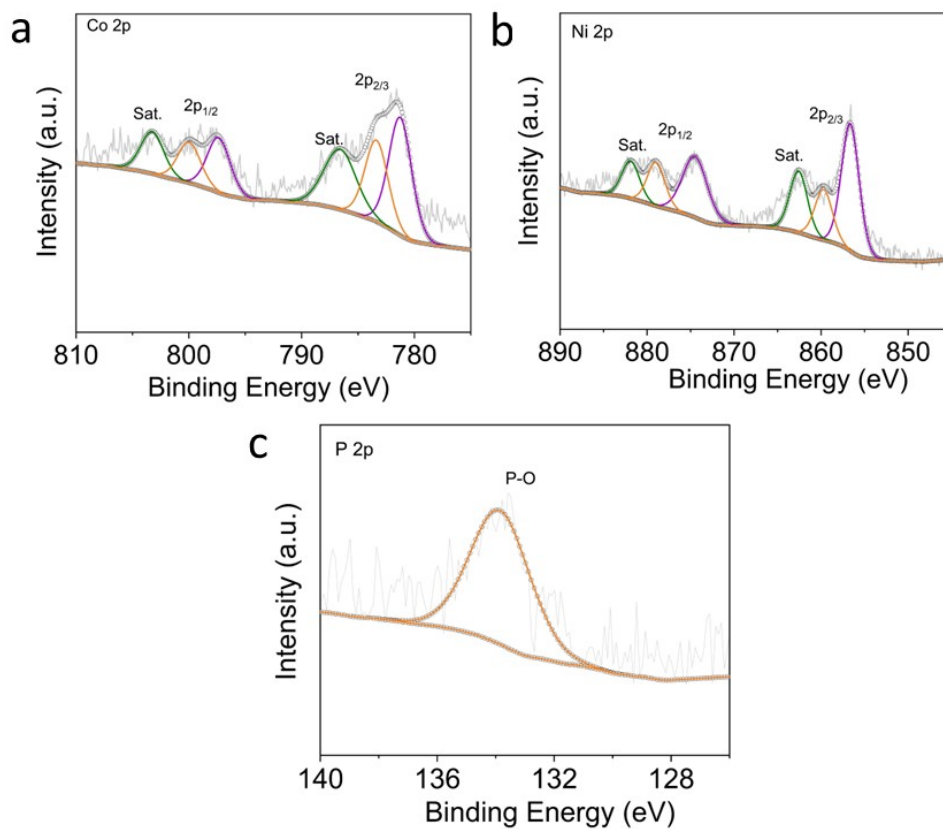 a
Co 2p
Intensity (a.u.)
Sat.
2p1/2
Sat.
2p2/3
810
800
790
780
Binding Energy (eV)
b
Ni 2p
Intensity (a.u.)
Sat.
2p1/2
Sat.
2p2/3
890
880
870
860
850
Binding Energy (eV)
c
P 2p
Intensity (a.u.)
P-O
140
136
132
128
Binding Energy (eV)